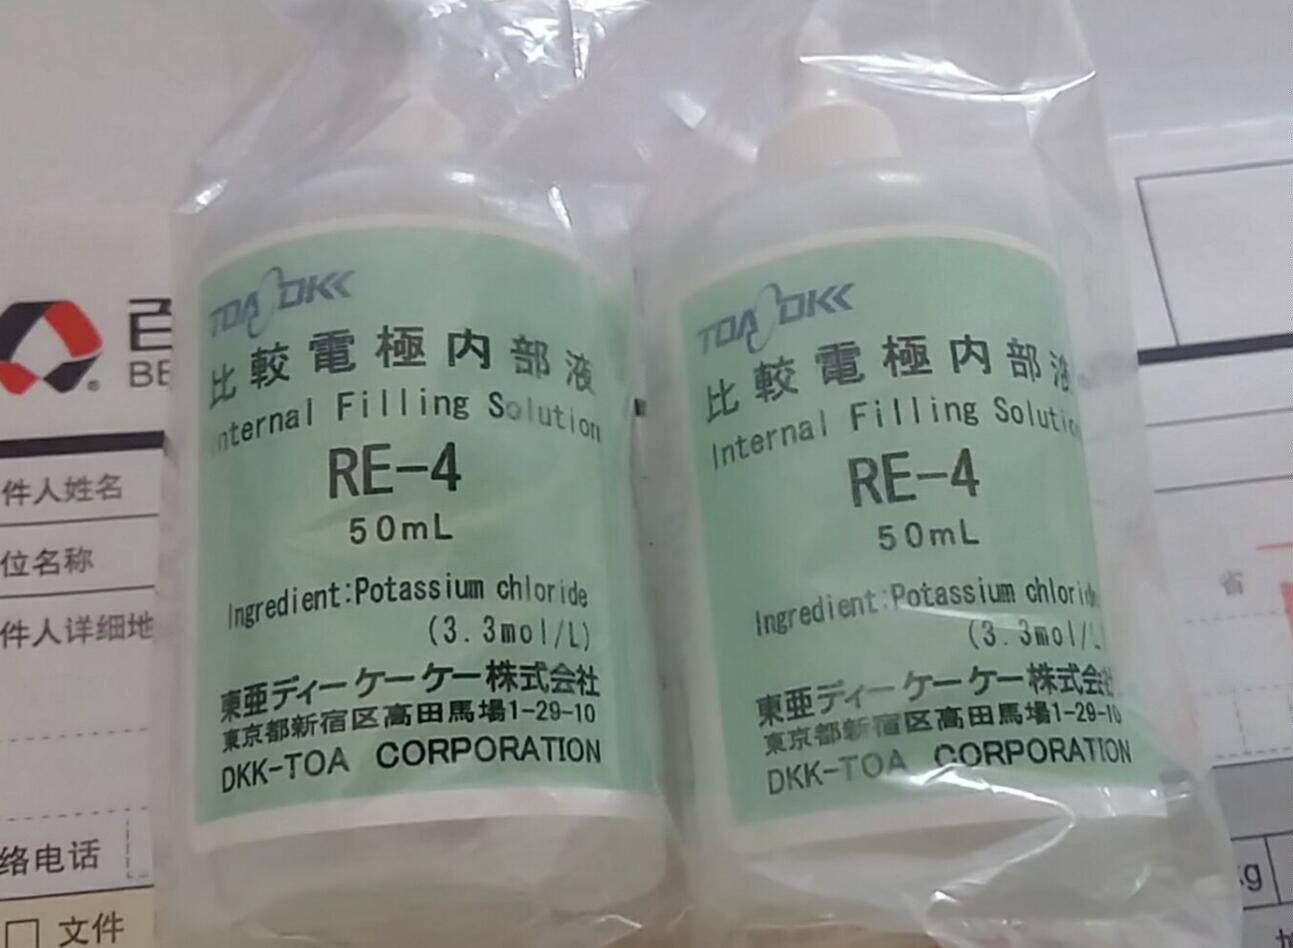 TOA DKK
比較電極内部液
Internal Filling Solution
RE-4
50mL
Ingredient:Potassium chloride
(3.3mol/L)
東亜ディーケーケー株式会社
東京都新宿区高田馬場1-29-10
DKK-TOA CORPORATION
TOA DKK
比較電極内部液
Internal Filling Solution
RE-4
50mL
Ingredient:Potassium chloride
(3.3mol/L)
東亜ディーケーケー株式会社
東京都新宿区高田馬場1-29-10
DKK-TOA CORPORATION
件人姓名
位名称
件人详细地
络电话
文件
省
kg